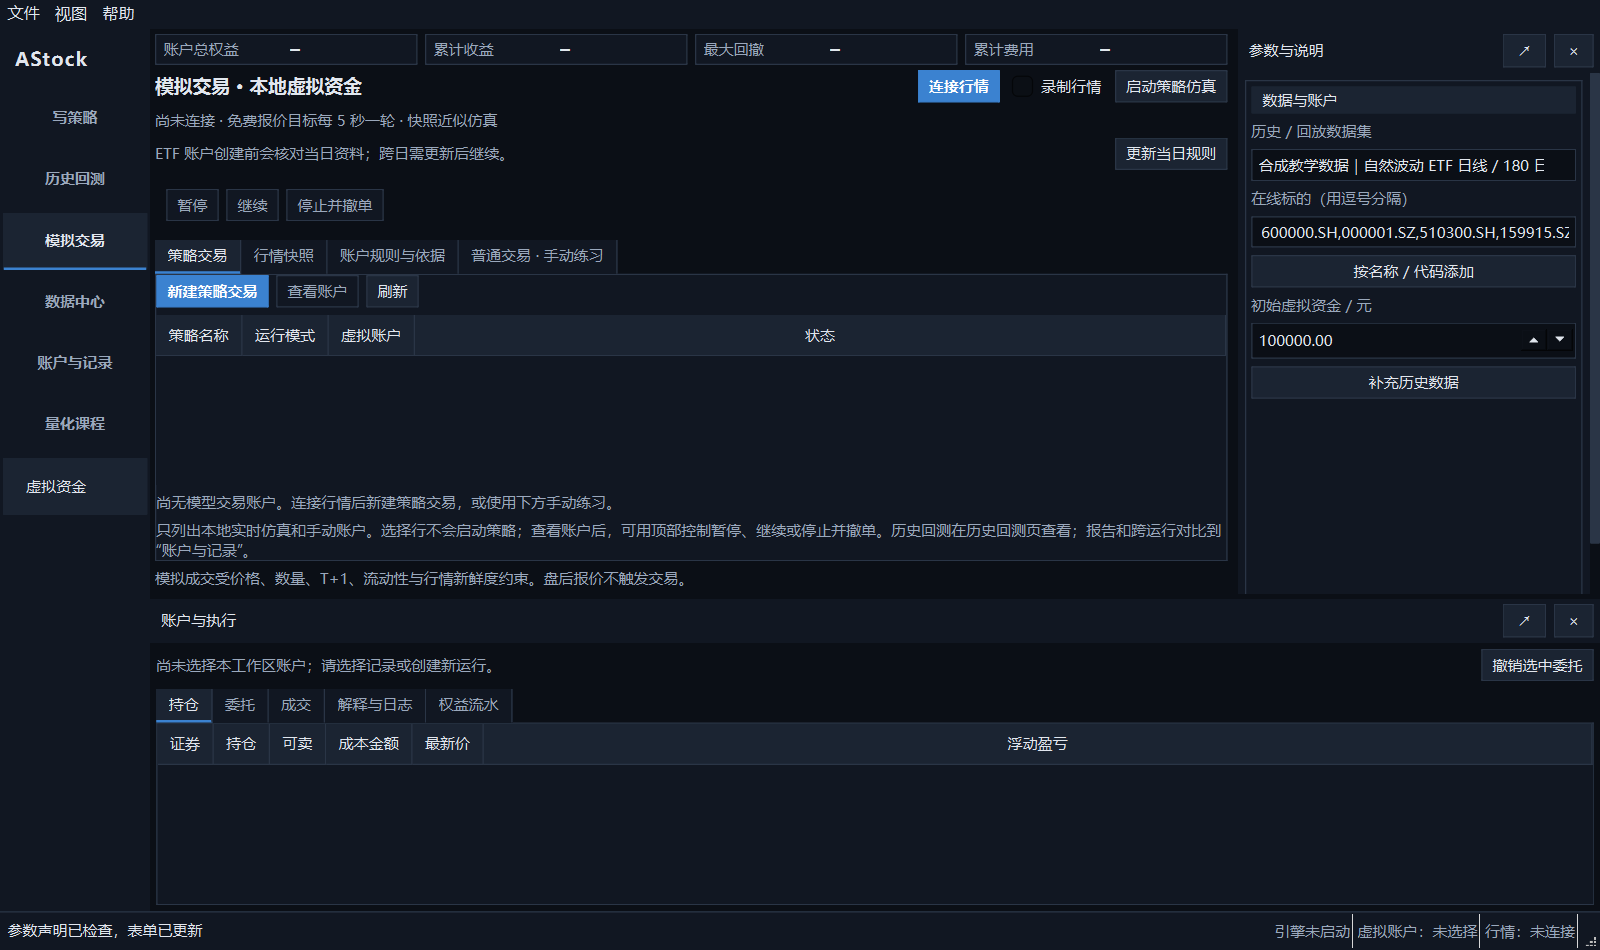 文件 视图 帮助
AStock
写策略
历史回测
模拟交易
数据中心
账户与记录
量化课程
虚拟资金
账户总权益 –
累计收益 –
最大回撤 –
累计费用 –
模拟交易 · 本地虚拟资金
连接行情
录制行情
启动策略仿真
尚未连接 · 免费报价目标每 5 秒一轮 · 快照近似仿真
ETF 账户创建前会核对当日资料；跨日需更新后继续。
更新当日规则
暂停 继续 停止并撤单
策略交易 行情快照 账户规则与依据 普通交易 · 手动练习
新建策略交易 查看账户 刷新
策略名称 运行模式 虚拟账户 状态
尚无模型交易账户。连接行情后新建策略交易，或使用下方手动练习。
只列出本地实时仿真和手动账户。选择行不会启动策略；查看账户后，可用顶部控制暂停、继续或停止并撤单。历史回测在历史回测页查看；报告和跨运行对比到
“账户与记录”。
模拟成交受价格、数量、T+1、流动性与行情新鲜度约束。盘后报价不触发交易。
参数与说明
数据与账户
历史 / 回放数据集
合成教学数据 | 自然波动 ETF 日线 / 180 日
在线标的（用逗号分隔）
600000.SH,000001.SZ,510300.SH,159915.SZ
按名称 / 代码添加
初始虚拟资金 / 元
100000.00
补充历史数据
账户与执行
尚未选择本工作区账户；请选择记录或创建新运行。
撤销选中委托
持仓 委托 成交 解释与日志 权益流水
证券 持仓 可卖 成本金额 最新价 浮动盈亏
参数声明已检查，表单已更新
引擎未启动 虚拟账户：未选择 行情：未连接